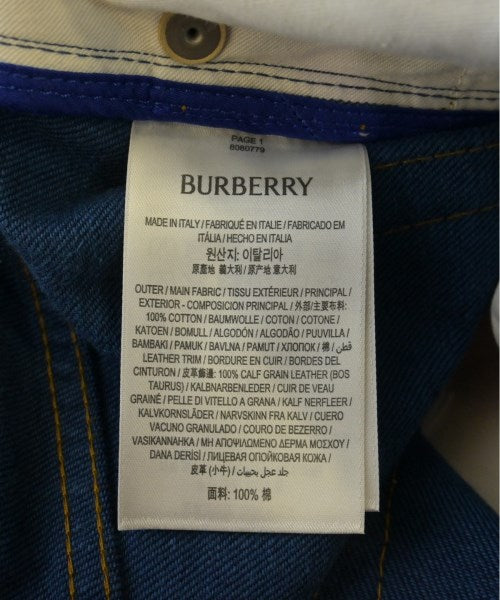 PAGE 1
8080779
BURBERRY
MADE IN ITALY / FABRIQUÉ EN ITALIE / FABRICADO EM
ITÁLIA / HECHO EN ITALIA
원산지: 이탈리아
原產地 義大利 / 原产地 意大利
OUTER / MAIN FABRIC / TISSU EXTÉRIEUR / PRINCIPAL /
EXTERIOR - COMPOSICIÓN PRINCIPAL / 外部/主要布料:
100% COTTON / BAUMWOLLE / COTON / COTONE /
KATOEN / BOMULL / ALGODÓN / ALGODÃO / PUUVILLA /
BAMBAKI / PAMUK / BAVLNA / PAMUT / ХЛОПОК / 棉 / قطن /
LEATHER TRIM / BORDURE EN CUIR / BORDES DEL
CINTURON / 皮革飾邊: 100% CALF GRAIN LEATHER (BOS
TAURUS) / KALBNARBENLEDER / CUIR DE VEAU
GRAINÉ / PELLE DI VITELLO A GRANA / KALF NERFLEER /
KALVKORNSLÄDER / NARVSKINN FRA KALV / CUERO
VACUNO GRANULADO / COURO DE BEZERRO /
VASIKANNAHKA / ΜΗ ΑΠΟΨΙΛΩΜΕΝΟ ΔΕΡΜΑ ΜΟΣΧΟΥ /
DANA DERİSİ / ЛИЦЕВАЯ ОПОЙКОВАЯ КОЖА /
皮革 (小牛) / جلد عجل بحبيبات /
面料: 100% 棉